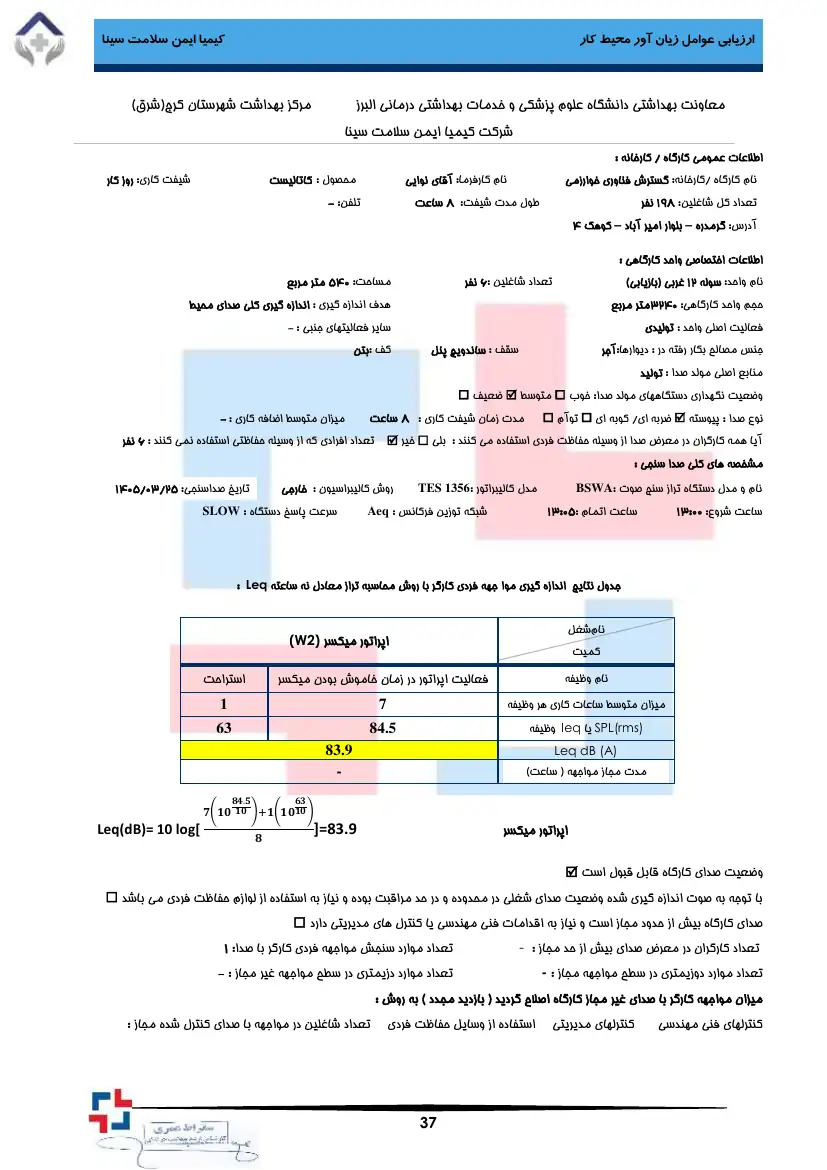 ارزیابی عوامل زیان آور محیط کار
کیمیا ایمن سلامت سینا
معاونت بهداشتی دانشگاه علوم پزشکی و خدمات بهداشتی درمانی البرز مرکز بهداشت شهرستان کرج(شرق)
شرکت کیمیا ایمن سلامت سینا
اطلاعات عمومی کارگاه / کارخانه :
نام کارگاه /کارخانه: گسترش فناوری خوارزمی نام کارفرما: آقای نوایی محصول : کاتالیست شیفت کاری: روز کار
تعداد کل شاغلین: ۱۹۸ نفر طول مدت شیفت: ۸ ساعت تلفن: -
آدرس: گرمدره – بلوار امیر آباد – کوهک ۴
اطلاعات اختصاصی واحد کارگاهی :
نام واحد: سوله ۱۲ غربی (بازیابی) تعداد شاغلین :۶ نفر مساحت: ۵۴۰ متر مربع
حجم واحد کارگاهی: ۳۲۴۰متر مربع هدف اندازه گیری : اندازه گیری کلی صدای محیط
فعالیت اصلی واحد : تولیدی سایر فعالیتهای جنبی : -
جنس مصالح بکار رفته در : دیوارها:آجر سقف : ساندویچ پنل کف :بتن
منابع اصلی مولد صدا : تولید
وضعیت نگهداری دستگاههای مولد صدا: خوب ☐ متوسط ☑ ضعیف ☐
نوع صدا : پیوسته ☑ ضربه ای/ کوبه ای ☐ توآم ☐ مدت زمان شیفت کاری : ۸ ساعت میزان متوسط اضافه کاری : -
آیا همه کارگران در معرض صدا از وسیله حفاظت فردی استفاده می کنند : بلی ☐ خیر ☑ تعداد افرادی که از وسیله حفاظتی استفاده نمی کنند : ۶ نفر
مشخصه های کلی صدا سنجی :
نام و مدل دستگاه تراز سنج صوت :BSWA مدل کالیبراتور :TES 1356 روش کالیبراسیون : خارجی تاریخ صداسنجی: ۱۴۰۵/۰۳/۲۵
ساعت شروع: ۱۳:۰۰ ساعت اتمام :۱۳:۰۵ شبکه توزین فرکانس : Aeq سرعت پاسخ دستگاه : SLOW
جدول نتایج اندازه گیری موا جهه فردی کارگر با روش محاسبه تراز معادل نه ساعته Leq :
نام‌شغل
کمیت
اپراتور میکسر (W2)
نام وظیفه فعالیت اپراتور در زمان خاموش بودن میکسر استراحت
میزان متوسط ساعات کاری هر وظیفه 7 1
SPL(rms) یا leq وظیفه 84.5 63
Leq dB (A) 83.9
مدت مجاز مواجهه ( ساعت) -
اپراتور میکسر Leq(dB)= 10 log[ (7(10^(84.5/10))+1(10^(63/10)))/8 ]=83.9
وضعیت صدای کارگاه قابل قبول است ☑
با توجه به صوت اندازه گیری شده وضعیت صدای شغلی در محدوده و در حد مراقبت بوده و نیاز به استفاده از لوازم حفاظت فردی می باشد ☐
صدای کارگاه بیش از حدود مجاز است و نیاز به اقدامات فنی مهندسی یا کنترل های مدیریتی دارد ☐
تعداد کارگران در معرض صدای بیش از حد مجاز : - تعداد موارد سنجش مواجهه فردی کارگر با صدا: ۱
تعداد موارد دوزیمتری در سطح مواجهه مجاز : - تعداد موارد دزیمتری در سطح مواجهه غیر مجاز : -
میزان مواجهه کارگر با صدای غیر مجاز کارگاه اصلاح گردید ( بازدید مجدد ) به روش :
کنترلهای فنی مهندسی کنترلهای مدیریتی استفاده از وسایل حفاظت فردی تعداد شاغلین در مواجهه با صدای کنترل شده مجاز :
37